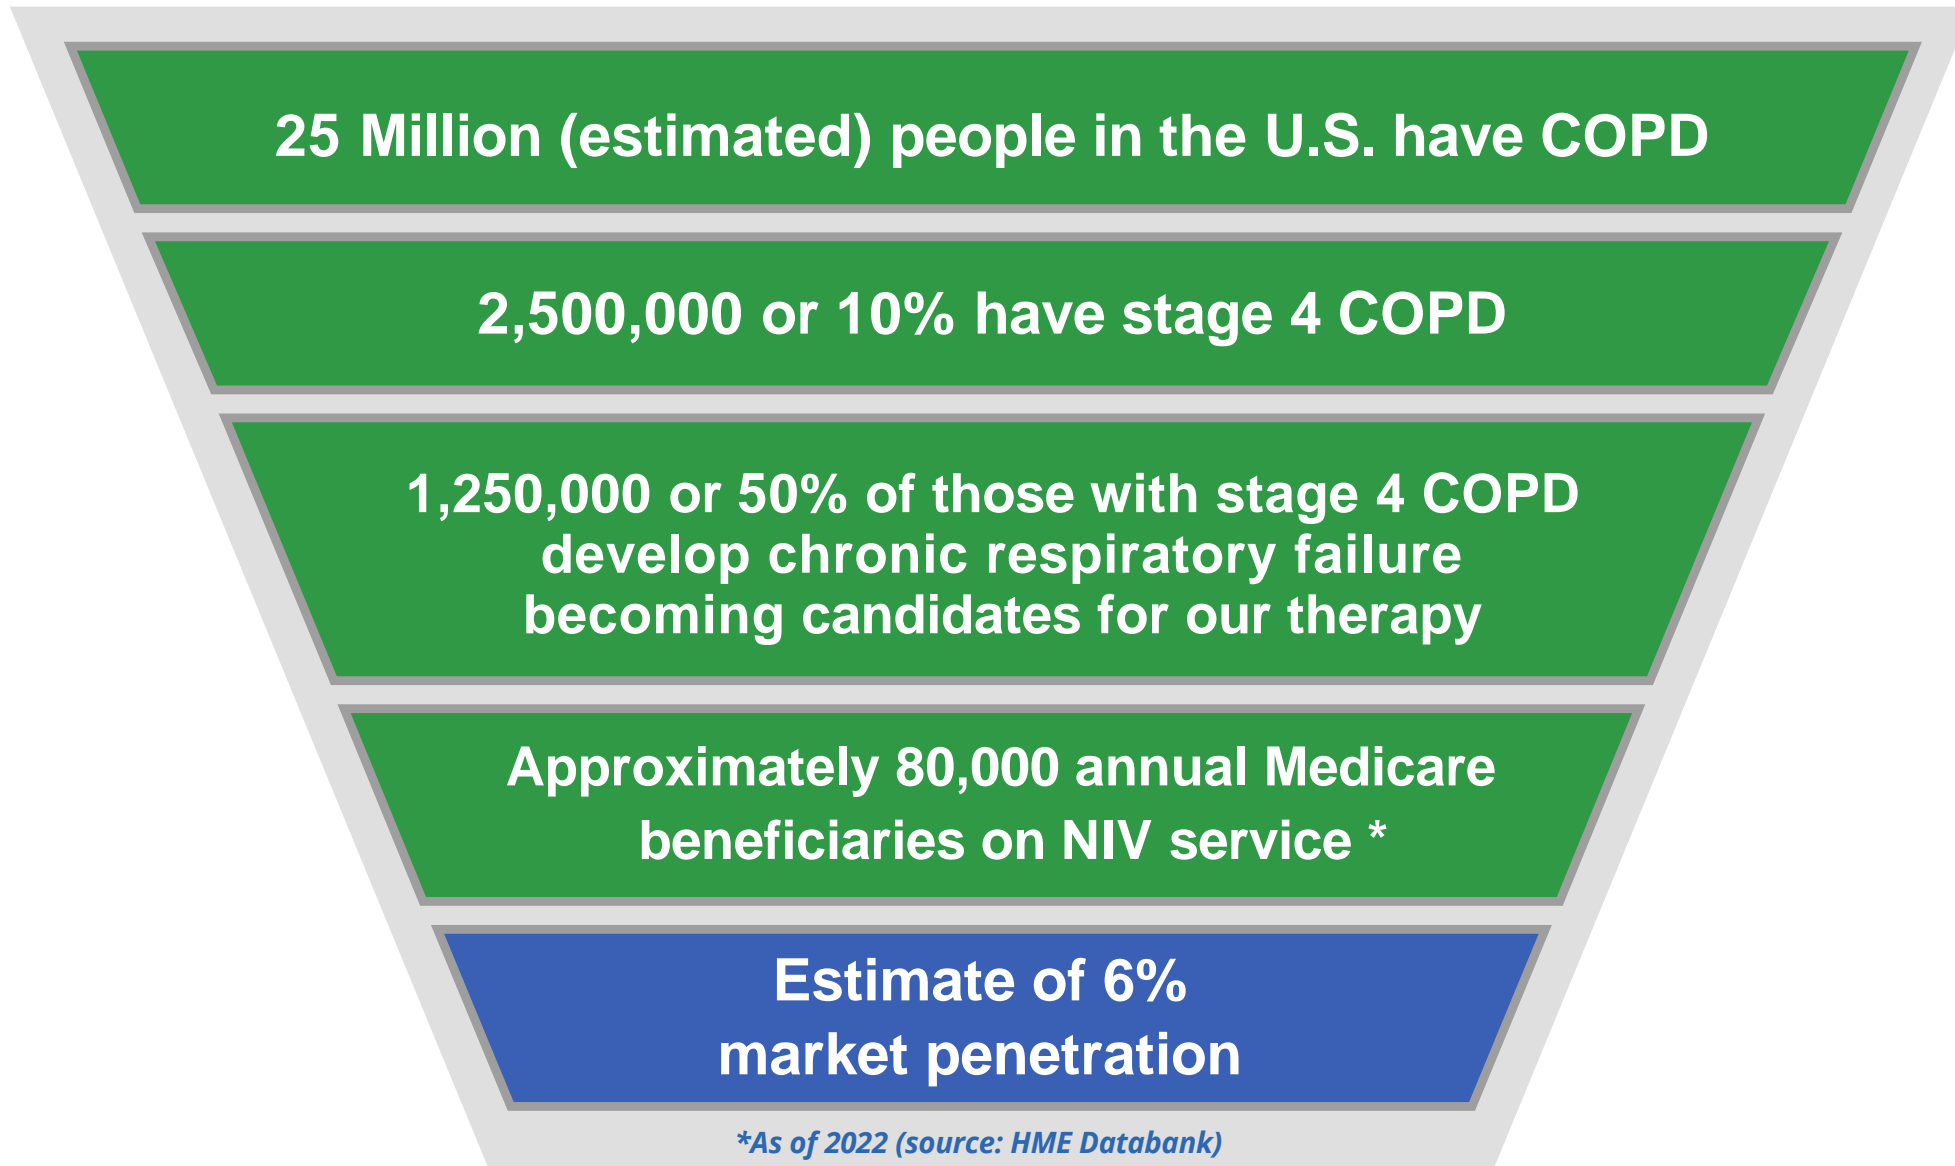 25 Million (estimated) people in the U.S. have COPD
2,500,000 or 10% have stage 4 COPD
1,250,000 or 50% of those with stage 4 COPD
develop chronic respiratory failure
becoming candidates for our therapy
Approximately 80,000 annual Medicare
beneficiaries on NIV service *
Estimate of 6%
market penetration
*As of 2022 (source: HME Databank)